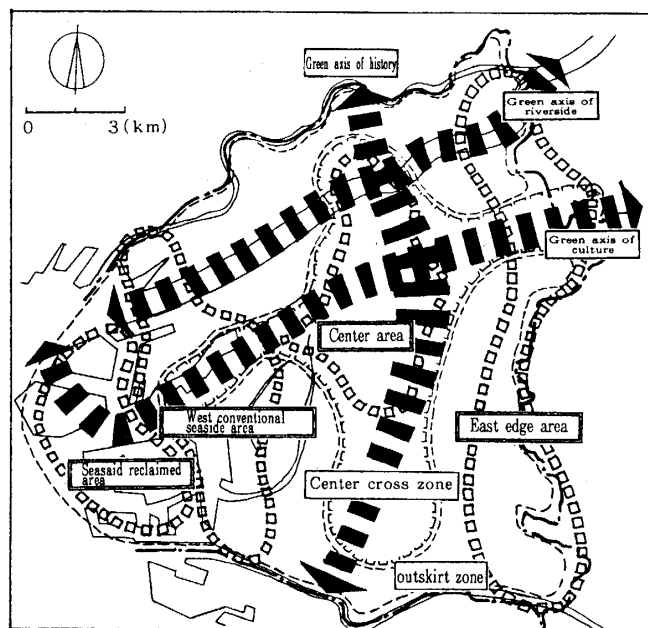 Green axis of history
Green axis of
riverside
0 3(km)
Green axis of
culture
Center area
West conventional
seaside area
East edge area
Seasaid reclaimed
area
Center cross zone
outskirt zone